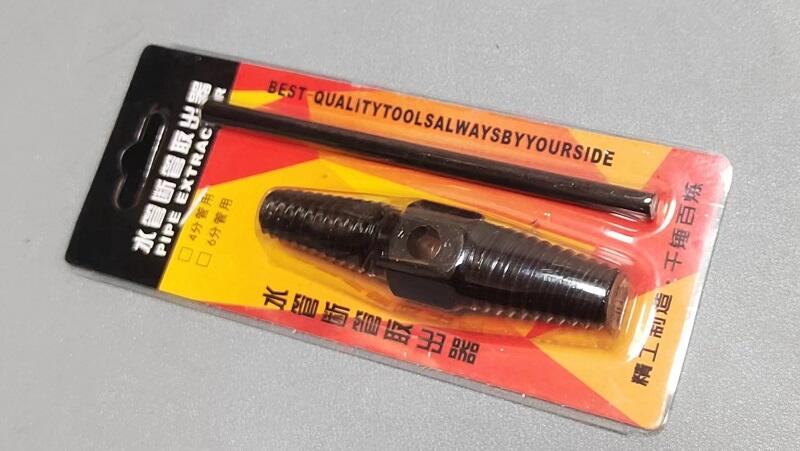 水管断管取出器
PIPE EXTRACTOR
4分管用
6分管用
BEST-QUALITYTOOLSALWAYSBYYOURSIDE
水管断管取出器
精工制造·千锤百炼